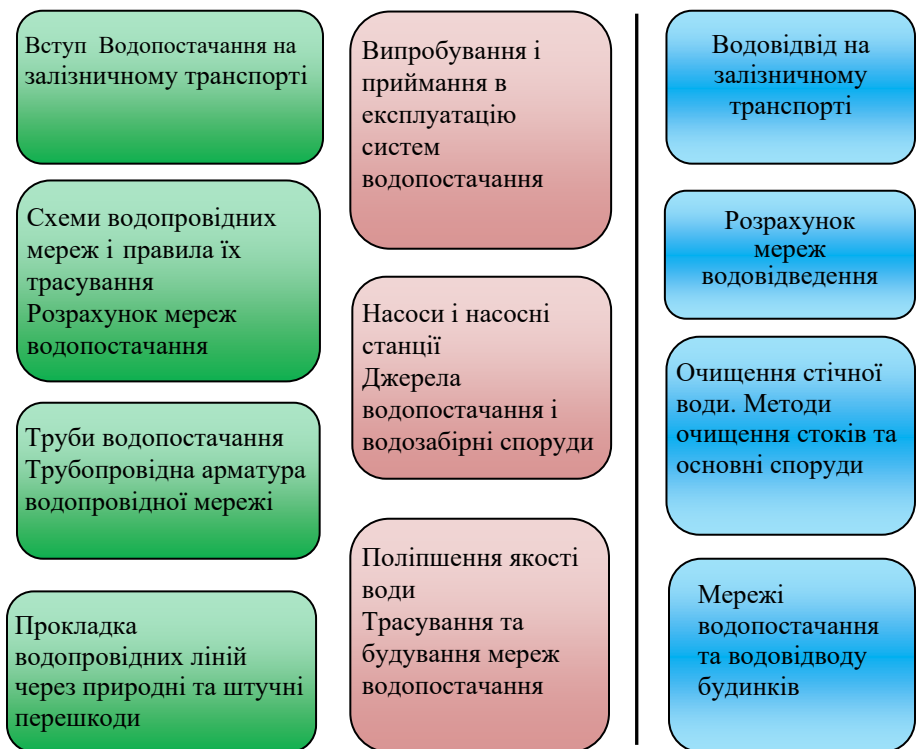 Вступ Водопостачання на
залізничному транспорті
Схеми водопровідних
мереж і правила їх
трасування
Розрахунок мереж
водопостачання
Труби водопостачання
Трубопровідна арматура
водопровідної мережі
Прокладка
водопровідних ліній
через природні та штучні
перешкоди
Випробування і
приймання в
експлуатацію
систем
водопостачання
Насоси і насосні
станції
Джерела
водопостачання і
водозабірні споруди
Поліпшення якості
води
Трасування та
будування мереж
водопостачання
Водовідвід на
залізничному
транспорті
Розрахунок
мереж
водовідведення
Очищення стічної
води. Методи
очищення стоків та
основні споруди
Мережі
водопостачання
та водовідводу
будинків